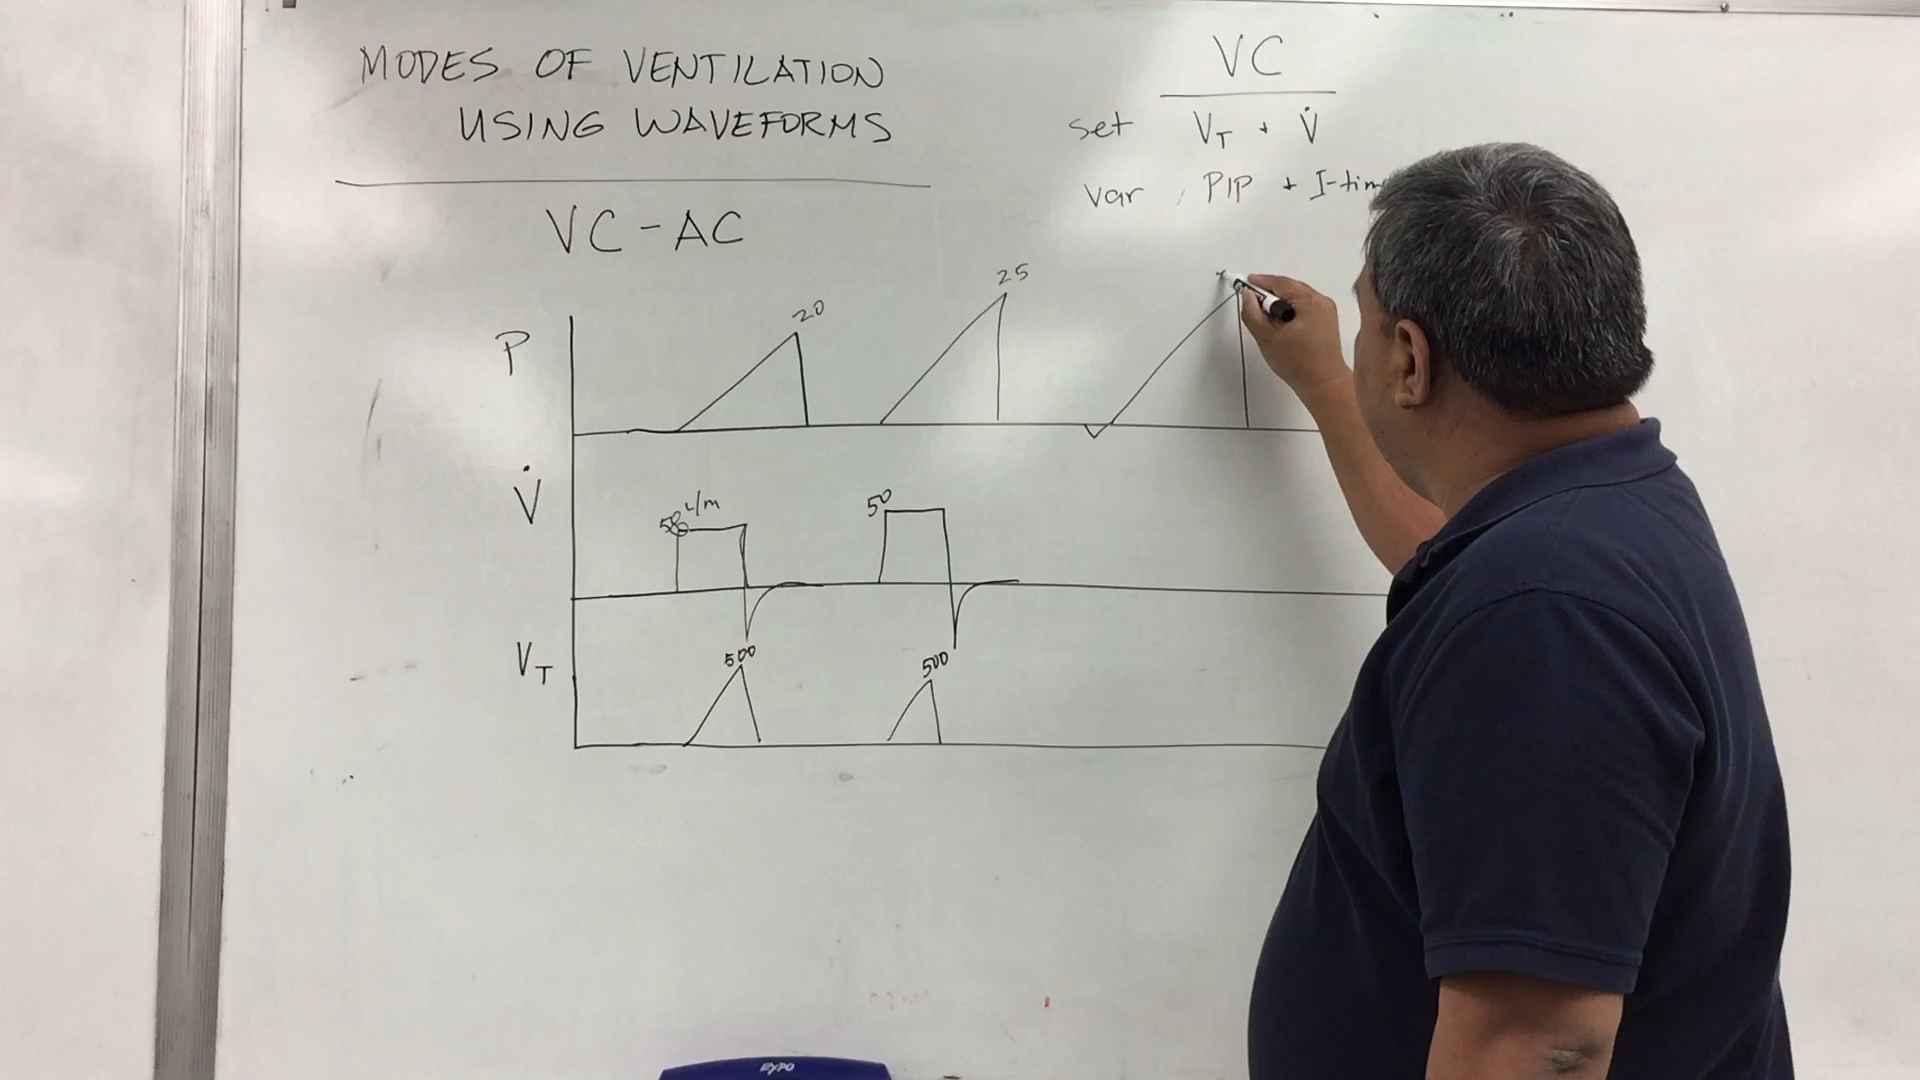 MODES OF VENTILATION
USING WAVEFORMS
VC
set VT + V̇
var, PIP + I-tim
VC-AC
P
20
25
V̇
50 L/m
50
VT
500
500
EXPO